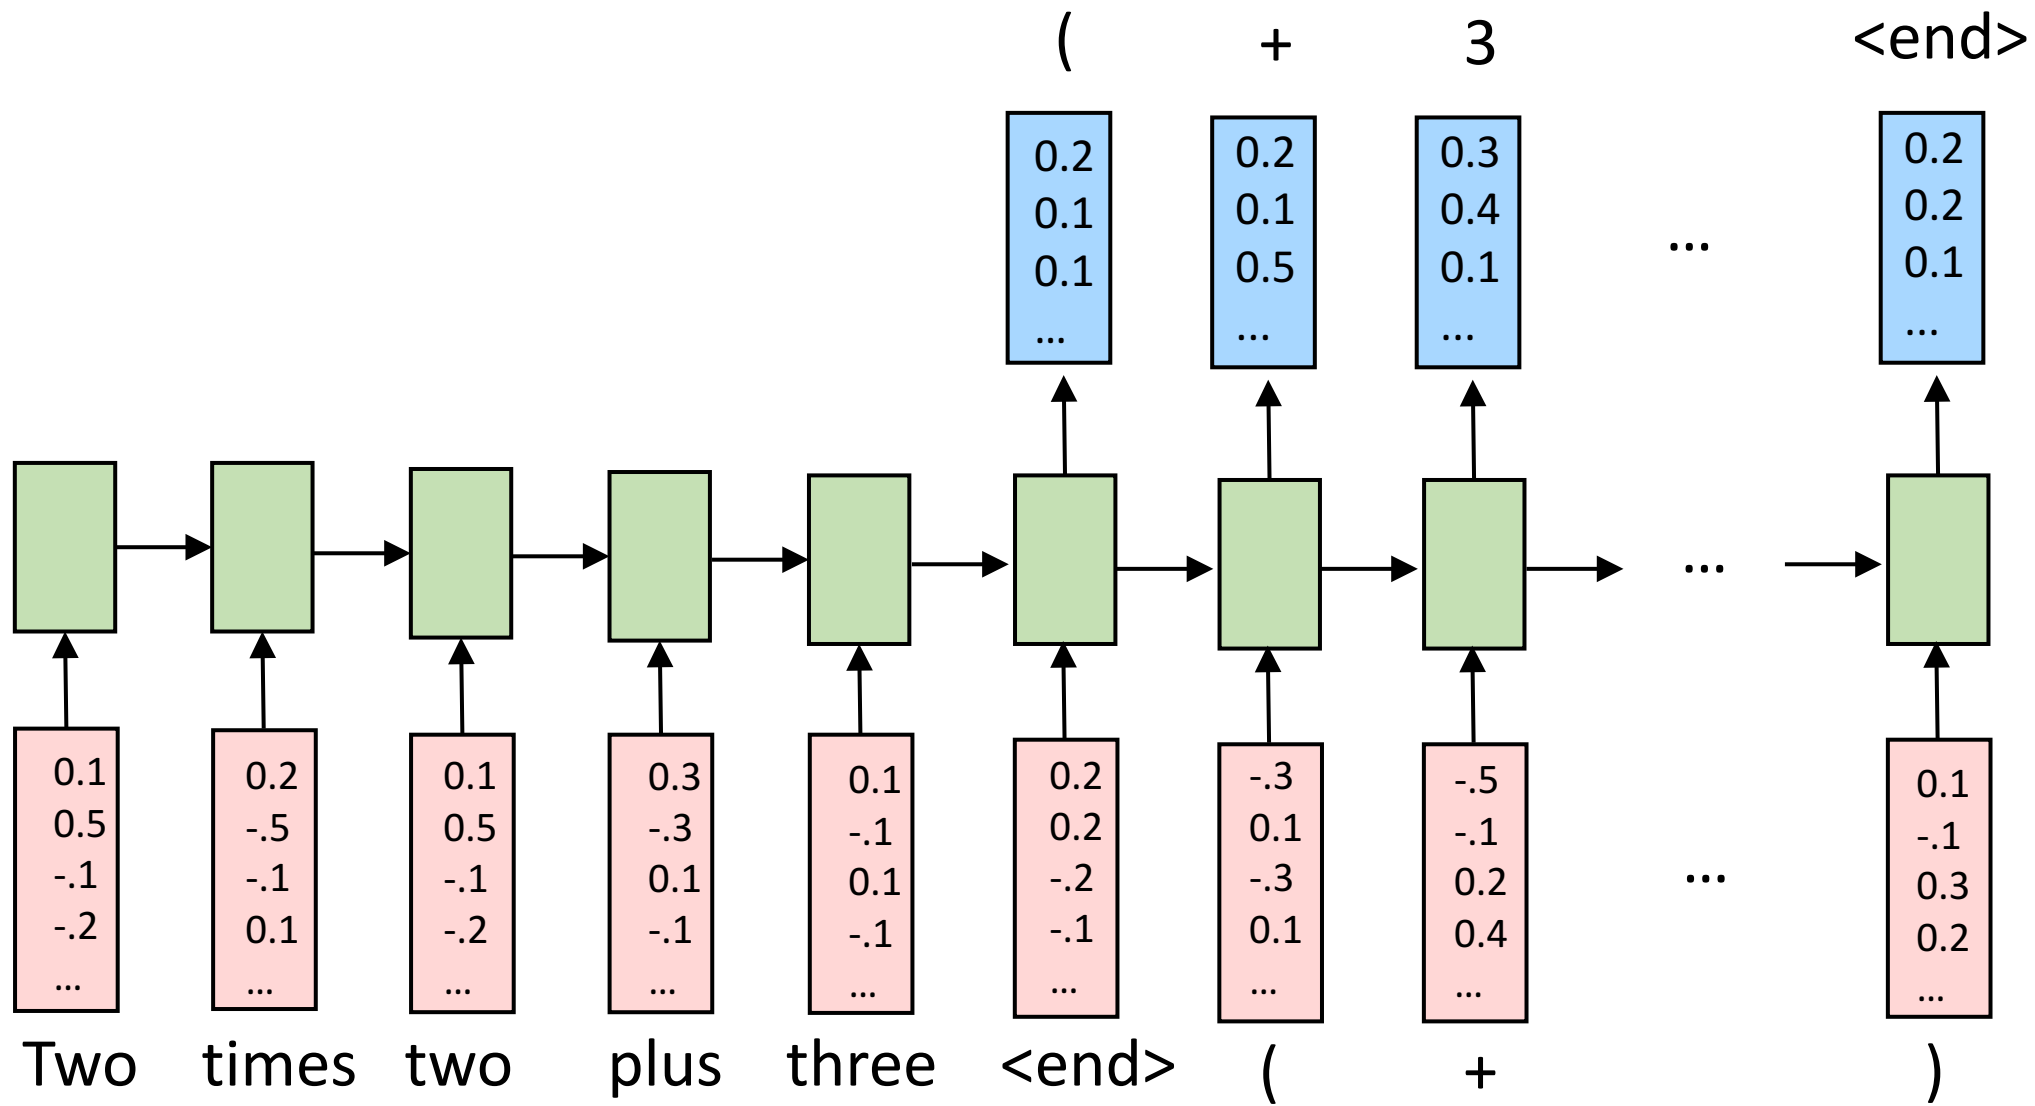 ( + 3 <end>
0.2 0.2 0.3 0.2
0.1 0.1 0.4 0.2
0.1 0.5 0.1 0.1
... ... ... ... ...
...
0.1 0.2 0.1 0.3 0.1 0.2 -.3 -.5 0.1
0.5 -.5 0.5 -.3 -.1 0.2 0.1 -.1 -.1
-.1 -.1 -.1 0.1 0.1 -.2 -.3 0.2 ... 0.3
-.2 0.1 -.2 -.1 -.1 -.1 0.1 0.4 0.2
... ... ... ... ... ... ... ... ...
Two times two plus three <end> ( + )